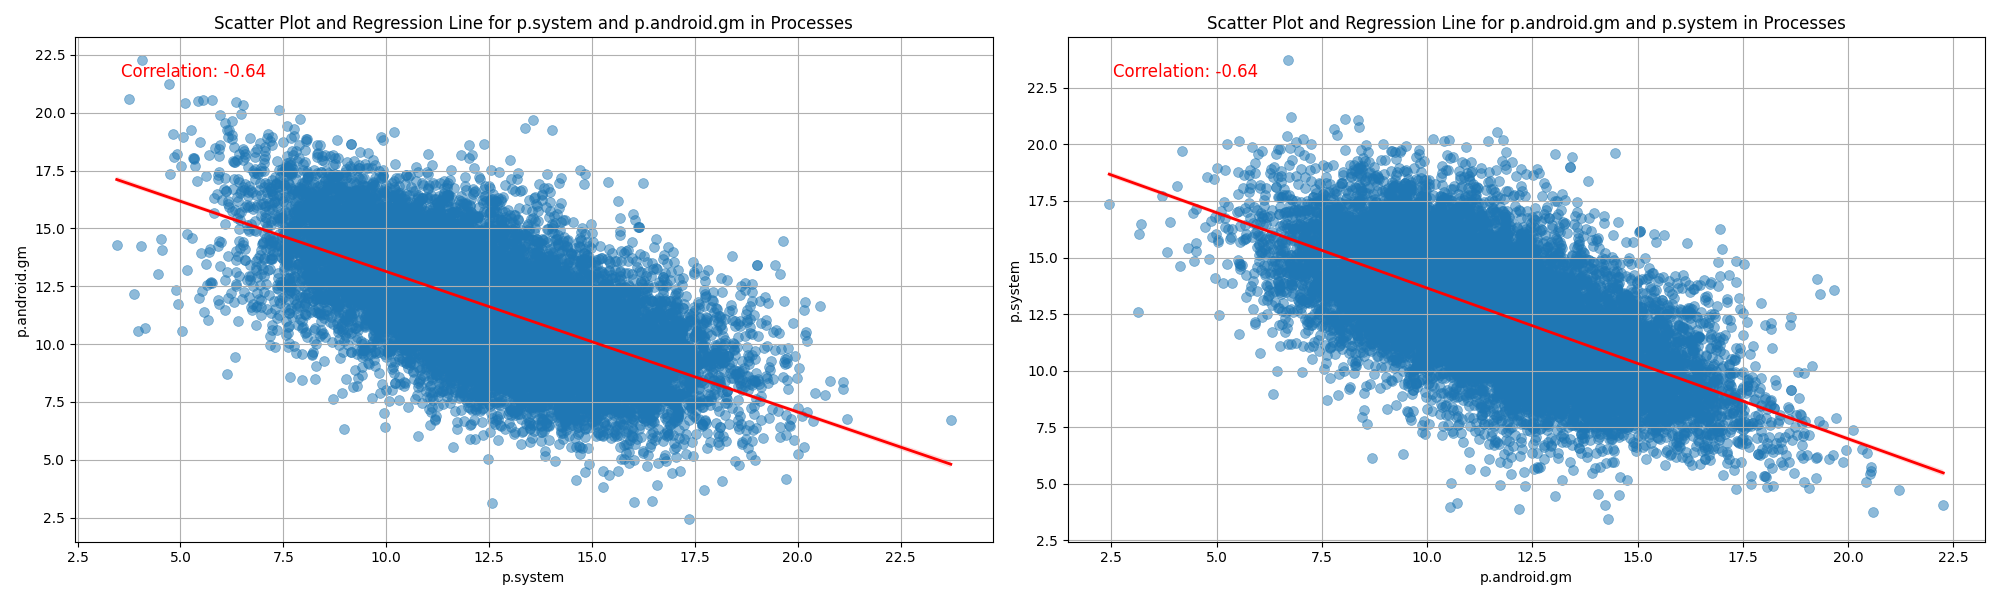 Scatter Plot and Regression Line for p.system and p.android.gm in Processes
Correlation: -0.64
22.5
20.0
17.5
15.0
12.5
10.0
7.5
5.0
2.5
p.android.gm
2.5 5.0 7.5 10.0 12.5 15.0 17.5 20.0 22.5
p.system
Scatter Plot and Regression Line for p.android.gm and p.system in Processes
Correlation: -0.64
22.5
20.0
17.5
15.0
12.5
10.0
7.5
5.0
2.5
p.system
2.5 5.0 7.5 10.0 12.5 15.0 17.5 20.0 22.5
p.android.gm